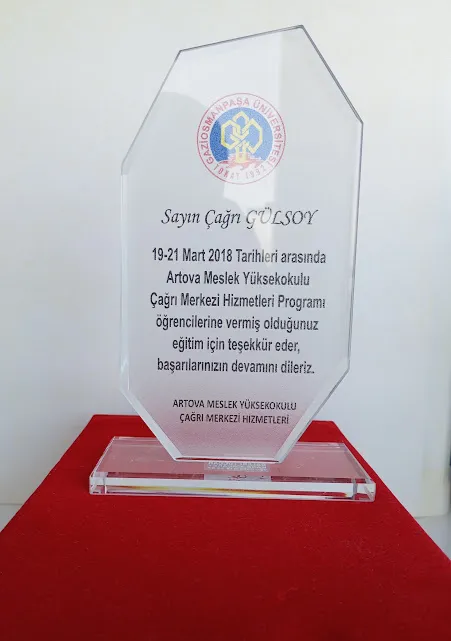 GAZİOSMANPAŞA ÜNİVERSİTESİ
TOKAT 1992
Sayın Çağrı GÜLSOY
19-21 Mart 2018 Tarihleri arasında
Artova Meslek Yüksekokulu
Çağrı Merkezi Hizmetleri Programı
öğrencilerine vermiş olduğunuz
eğitim için teşekkür eder,
başarılarınızın devamını dileriz.
ARTOVA MESLEK YÜKSEKOKULU
ÇAĞRI MERKEZİ HİZMETLERİ